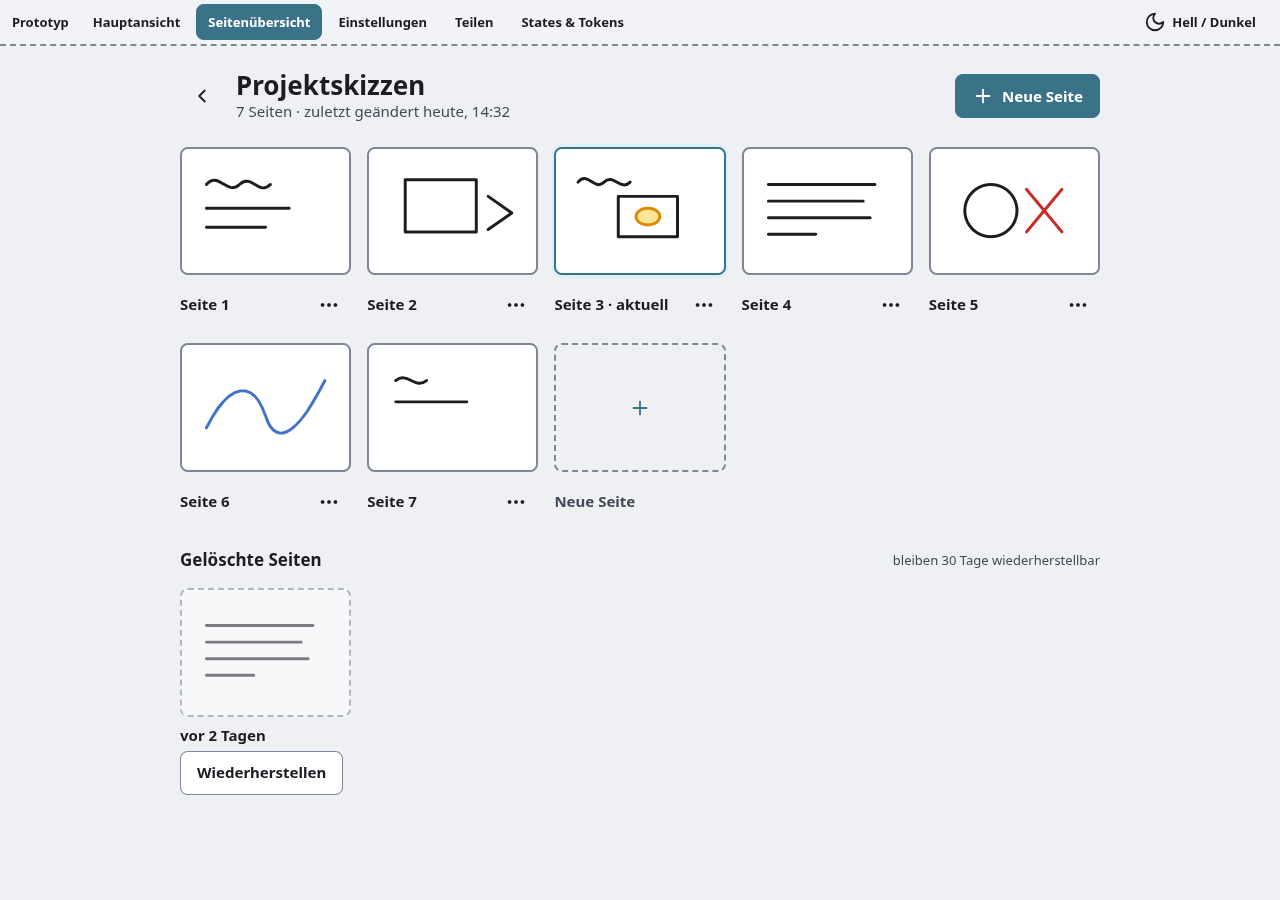 Prototyp Hauptansicht Seitenübersicht Einstellungen Teilen States & Tokens Hell / Dunkel
Projektskizzen
7 Seiten · zuletzt geändert heute, 14:32
Neue Seite
Seite 1 Seite 2 Seite 3 · aktuell Seite 4 Seite 5
Seite 6 Seite 7 Neue Seite
Gelöschte Seiten bleiben 30 Tage wiederherstellbar
vor 2 Tagen
Wiederherstellen